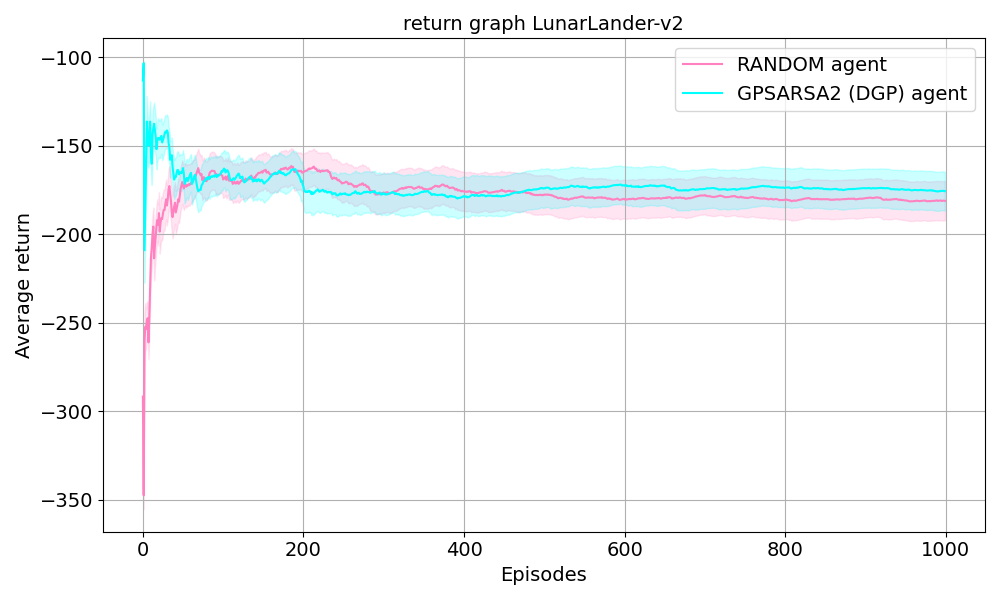 return graph LunarLander-v2
RANDOM agent
GPSARSA2 (DGP) agent
Average return
−100
−150
−200
−250
−300
−350
0 200 400 600 800 1000
Episodes